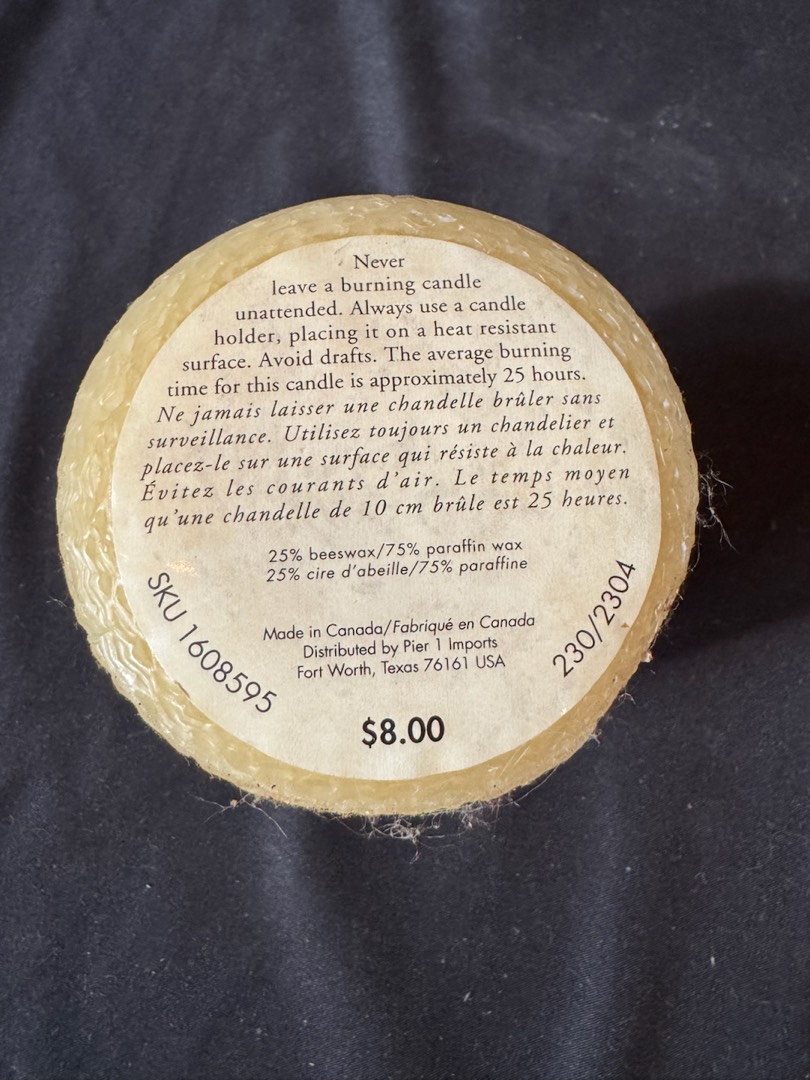 Never
leave a burning candle
unattended. Always use a candle
holder, placing it on a heat resistant
surface. Avoid drafts. The average burning
time for this candle is approximately 25 hours.
Ne jamais laisser une chandelle brûler sans
surveillance. Utilisez toujours un chandelier et
placez-le sur une surface qui résiste à la chaleur.
Évitez les courants d'air. Le temps moyen
qu'une chandelle de 10 cm brûle est 25 heures.
25% beeswax/75% paraffin wax
25% cire d'abeille/75% paraffine
Made in Canada/Fabriqué en Canada
Distributed by Pier 1 Imports
Fort Worth, Texas 76161 USA
SKU 1608595
230/2304
$8.00